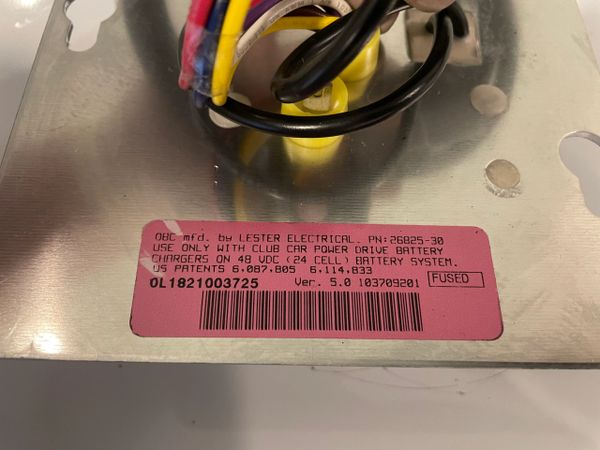 OBC mfd. by LESTER ELECTRICAL. PN:26825-30
USE ONLY WITH CLUB CAR POWER DRIVE BATTERY
CHARGERS ON 48 VDC (24 CELL) BATTERY SYSTEM.
US PATENTS 6,087,805 6,114,833
FUSED
OL1821003725 Ver. 5.0 103709201